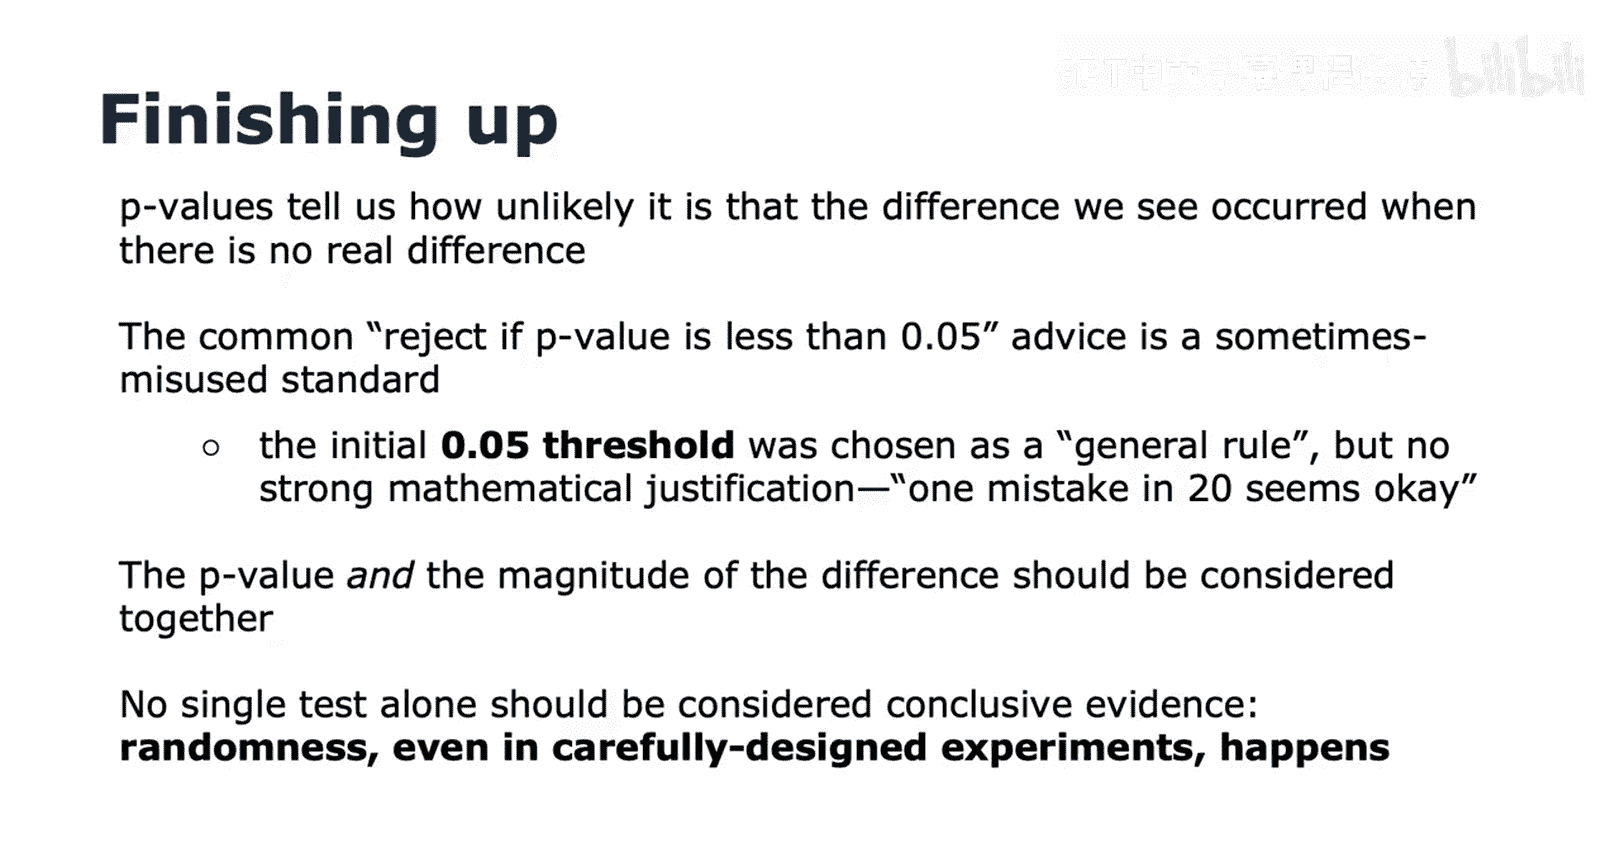 bilibili
Finishing up
p-values tell us how unlikely it is that the difference we see occurred when
there is no real difference
The common “reject if p-value is less than 0.05” advice is a sometimes-
misused standard
○ the initial 0.05 threshold was chosen as a “general rule”, but no
strong mathematical justification—“one mistake in 20 seems okay”
The p-value and the magnitude of the difference should be considered
together
No single test alone should be considered conclusive evidence:
randomness, even in carefully-designed experiments, happens